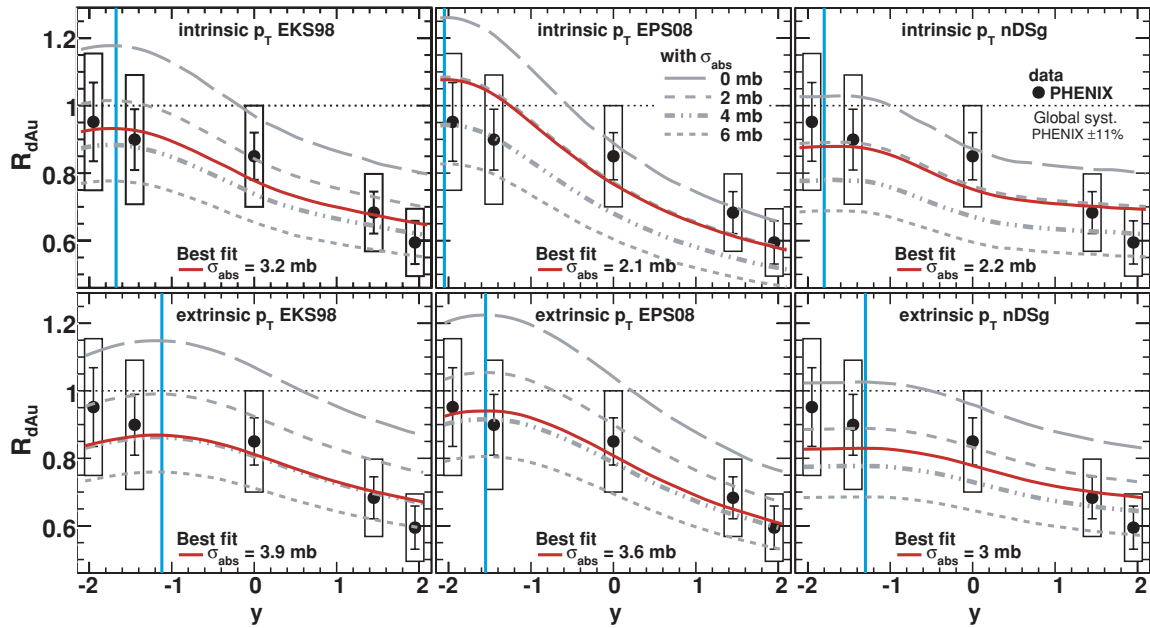 intrinsic p_T EKS98
R_dAu
1.2
1
0.8
0.6
Best fit
σ_abs = 3.2 mb
intrinsic p_T EPS08
with σ_abs
0 mb
2 mb
4 mb
6 mb
Best fit
σ_abs = 2.1 mb
intrinsic p_T nDSg
data
PHENIX
Global syst.
PHENIX ±11%
Best fit
σ_abs = 2.2 mb
extrinsic p_T EKS98
R_dAu
1.2
1
0.8
0.6
Best fit
σ_abs = 3.9 mb
-2 -1 0 1 2
y
extrinsic p_T EPS08
Best fit
σ_abs = 3.6 mb
-2 -1 0 1 2
y
extrinsic p_T nDSg
Best fit
σ_abs = 3 mb
-2 -1 0 1 2
y